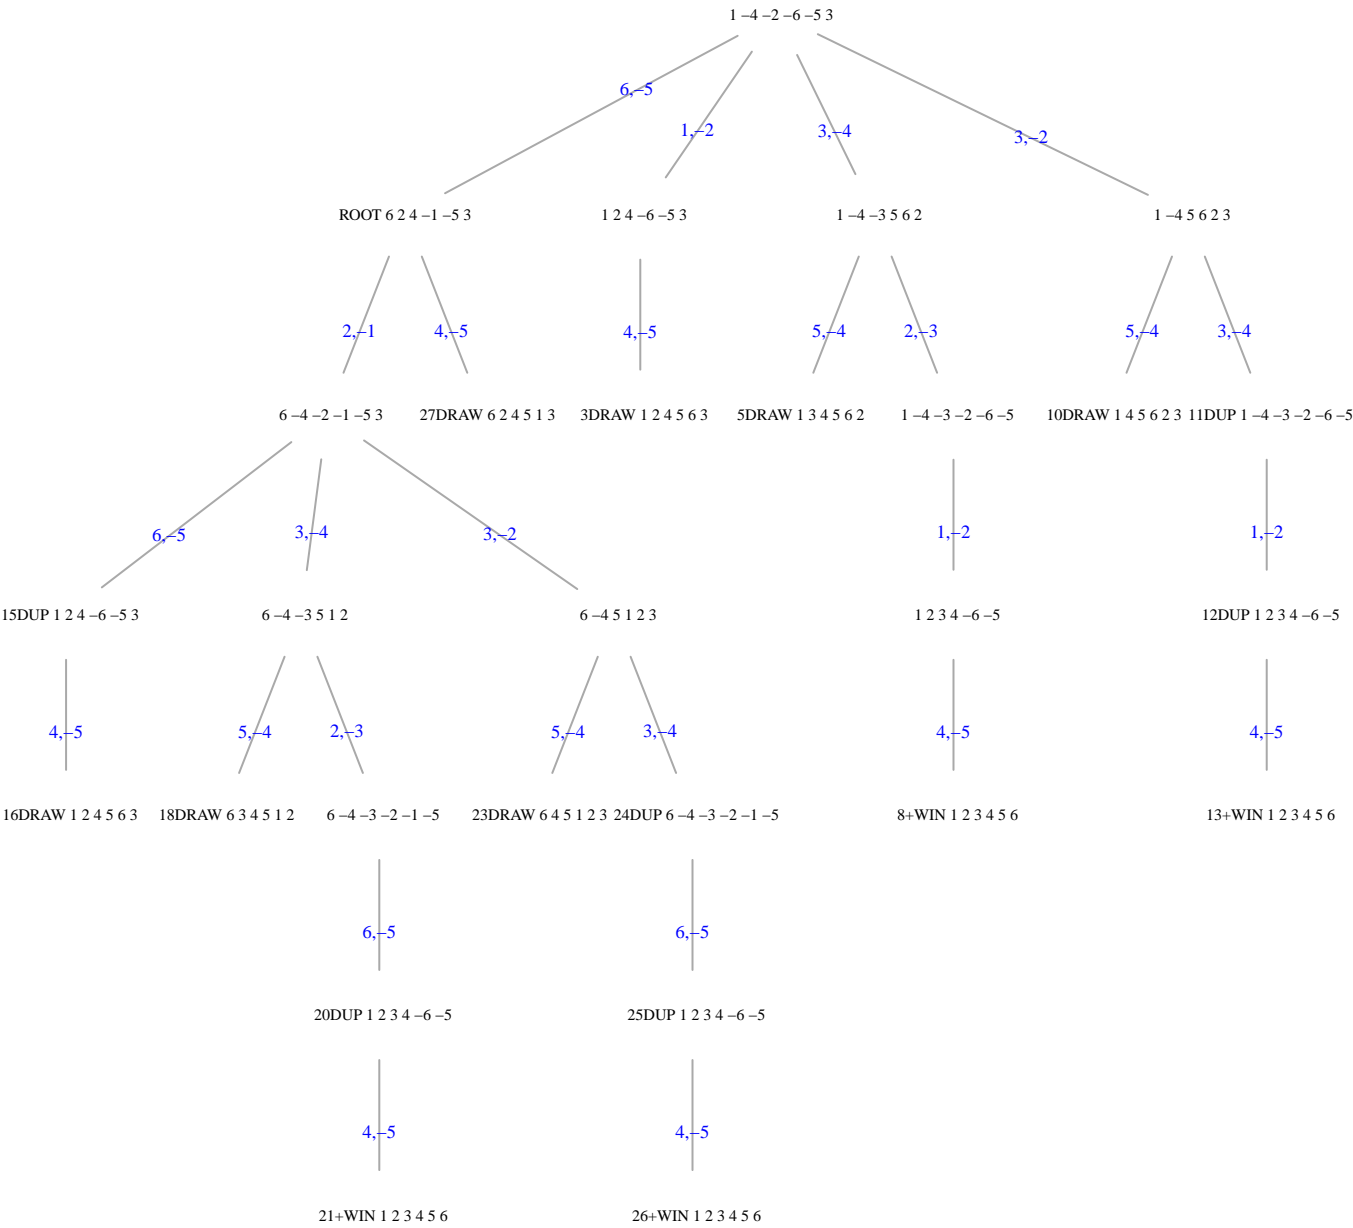 1 –4 –2 –6 –5 3
6,–5
1,–2
3,–4
3,–2
ROOT 6 2 4 –1 –5 3
1 2 4 –6 –5 3
1 –4 –3 5 6 2
1 –4 5 6 2 3
2,–1
4,–5
4,–5
5,–4
2,–3
5,–4
3,–4
6 –4 –2 –1 –5 3
27DRAW 6 2 4 5 1 3
3DRAW 1 2 4 5 6 3
5DRAW 1 3 4 5 6 2
1 –4 –3 –2 –6 –5
10DRAW 1 4 5 6 2 3
11DUP 1 –4 –3 –2 –6 –5
6,–5
3,–4
3,–2
1,–2
1,–2
15DUP 1 2 4 –6 –5 3
6 –4 –3 5 1 2
6 –4 5 1 2 3
1 2 3 4 –6 –5
12DUP 1 2 3 4 –6 –5
4,–5
5,–4
2,–3
5,–4
3,–4
4,–5
4,–5
16DRAW 1 2 4 5 6 3
18DRAW 6 3 4 5 1 2
6 –4 –3 –2 –1 –5
23DRAW 6 4 5 1 2 3
24DUP 6 –4 –3 –2 –1 –5
8+WIN 1 2 3 4 5 6
13+WIN 1 2 3 4 5 6
6,–5
6,–5
20DUP 1 2 3 4 –6 –5
25DUP 1 2 3 4 –6 –5
4,–5
4,–5
21+WIN 1 2 3 4 5 6
26+WIN 1 2 3 4 5 6